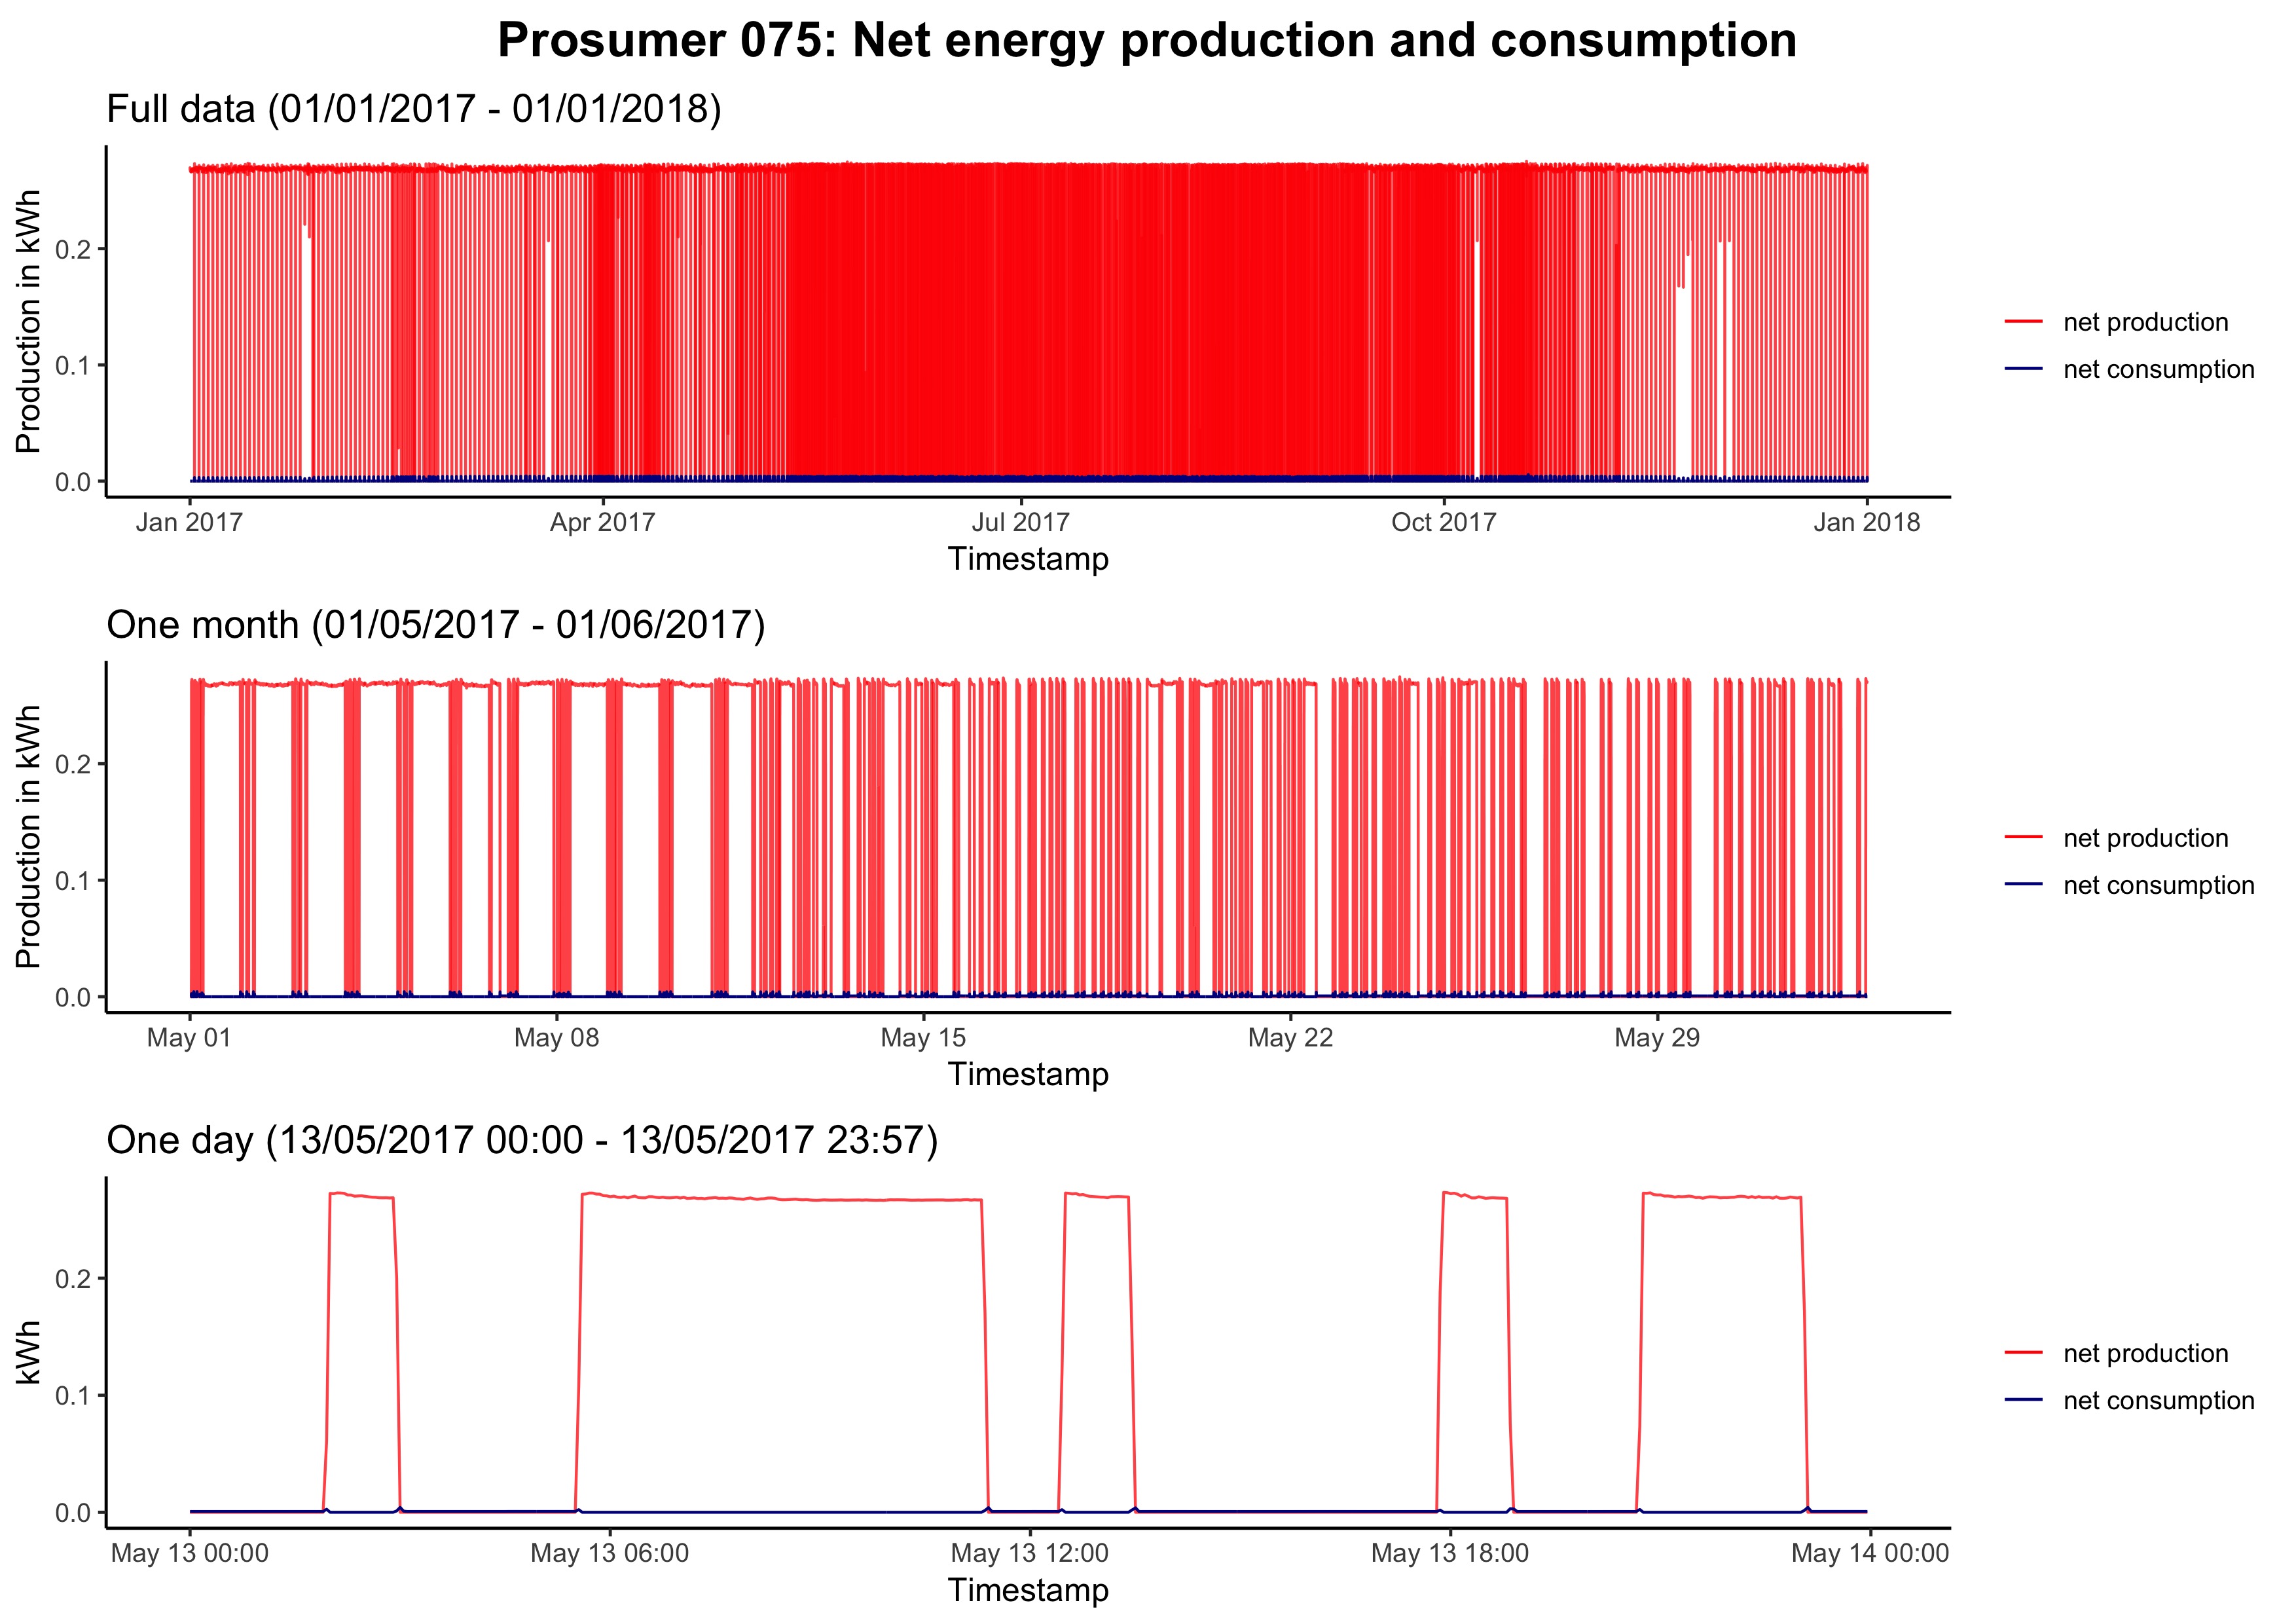 Prosumer 075: Net energy production and consumption
Full data (01/01/2017 - 01/01/2018)
Production in kWh
0.2
0.1
0.0
Jan 2017 Apr 2017 Jul 2017 Oct 2017 Jan 2018
Timestamp
net production
net consumption
One month (01/05/2017 - 01/06/2017)
Production in kWh
0.2
0.1
0.0
May 01 May 08 May 15 May 22 May 29
Timestamp
net production
net consumption
One day (13/05/2017 00:00 - 13/05/2017 23:57)
kWh
0.2
0.1
0.0
May 13 00:00 May 13 06:00 May 13 12:00 May 13 18:00 May 14 00:00
Timestamp
net production
net consumption